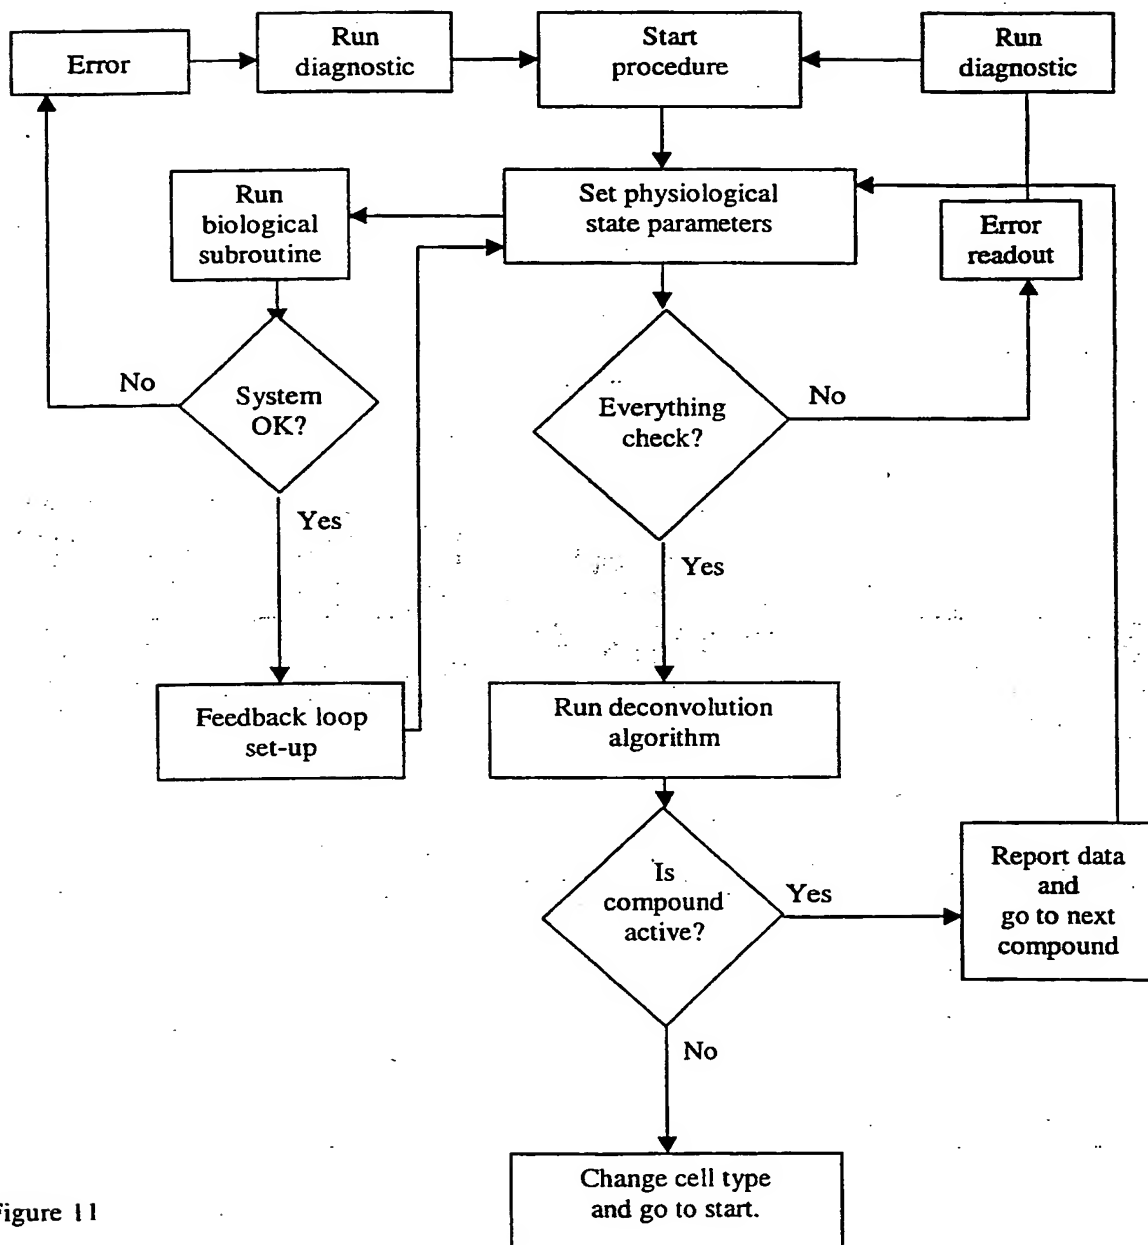 Error
Run
diagnostic
Start
procedure
Run
diagnostic
Run
biological
subroutine
Set physiological
state parameters
Error
readout
No
System
OK?
Everything
check?
No
Yes
Yes
Feedback loop
set-up
Run deconvolution
algorithm
Is
compound
active?
Yes
Report data
and
go to next
compound
No
Change cell type
and go to start.
Figure 11